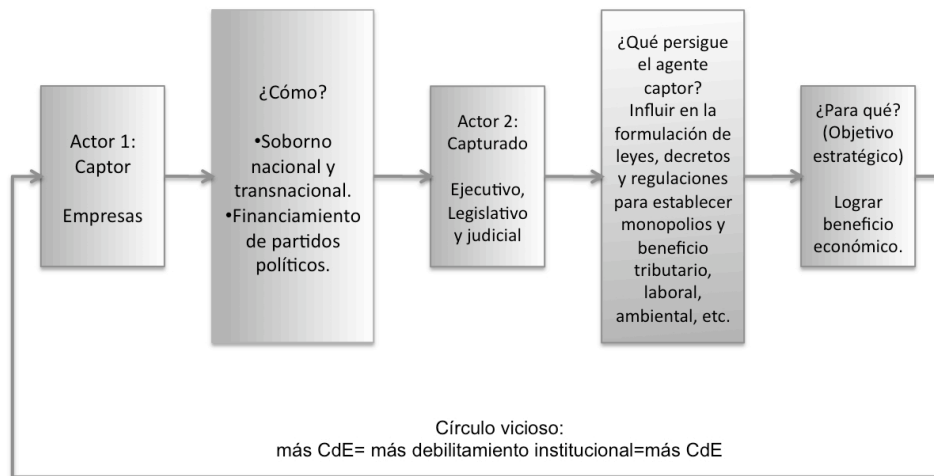 Actor 1:
Captor
Empresas
¿Cómo?
•Soborno
nacional y
transnacional.
•Financiamiento
de partidos
políticos.
Actor 2:
Capturado
Ejecutivo,
Legislativo
y judicial
¿Qué persigue
el agente
captor?
Influir en la
formulación de
leyes, decretos
y regulaciones
para establecer
monopolios y
beneficio
tributario,
laboral,
ambiental, etc.
¿Para qué?
(Objetivo
estratégico)
Lograr
beneficio
económico.
Círculo vicioso:
más CdE= más debilitamiento institucional=más CdE